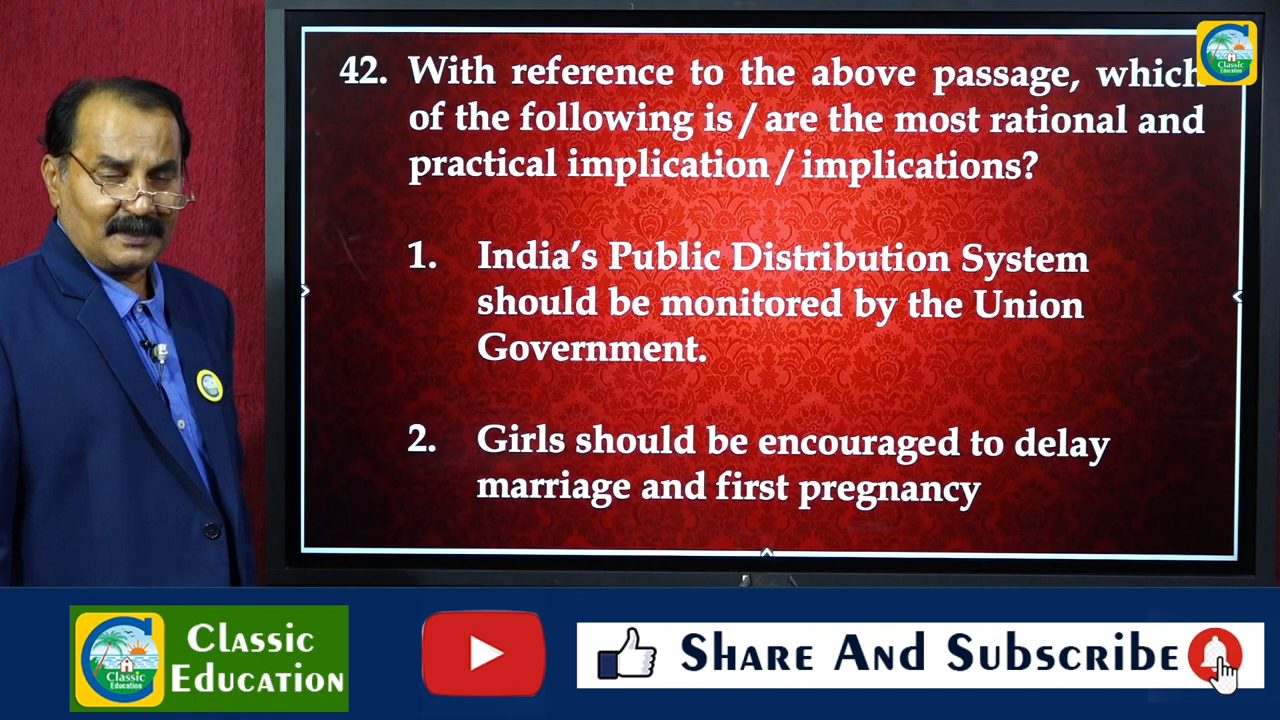 42. With reference to the above passage, which
of the following is / are the most rational and
practical implication / implications?
1. India's Public Distribution System
should be monitored by the Union
Government.
2. Girls should be encouraged to delay
marriage and first pregnancy
Classic
Education
Classic
Education
Classic
Education
Share And Subscribe